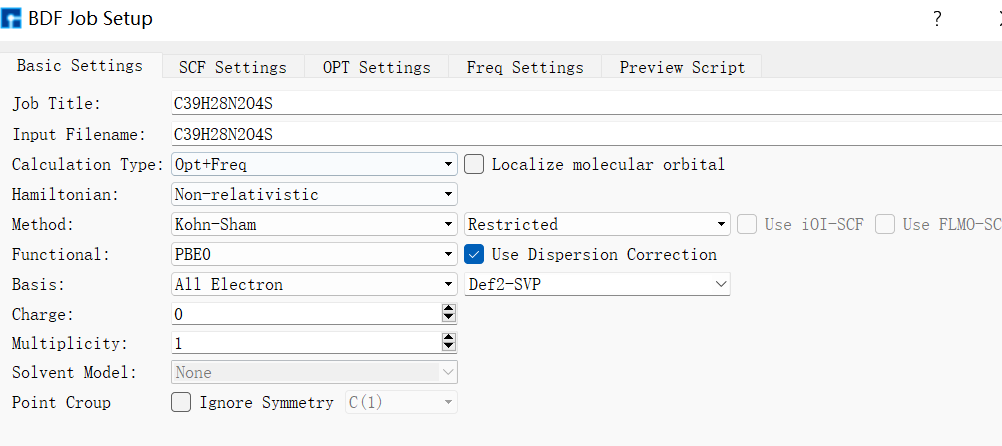 BDF Job Setup ?
Basic Settings SCF Settings OPT Settings Freq Settings Preview Script
Job Title: C39H28N2O4S
Input Filename: C39H28N2O4S
Calculation Type: Opt+Freq Localize molecular orbital
Hamiltonian: Non-relativistic
Method: Kohn-Sham Restricted Use iOI-SCF Use FLMO-SC
Functional: PBE0 Use Dispersion Correction
Basis: All Electron Def2-SVP
Charge: 0
Multiplicity: 1
Solvent Model: None
Point Croup Ignore Symmetry C(1)